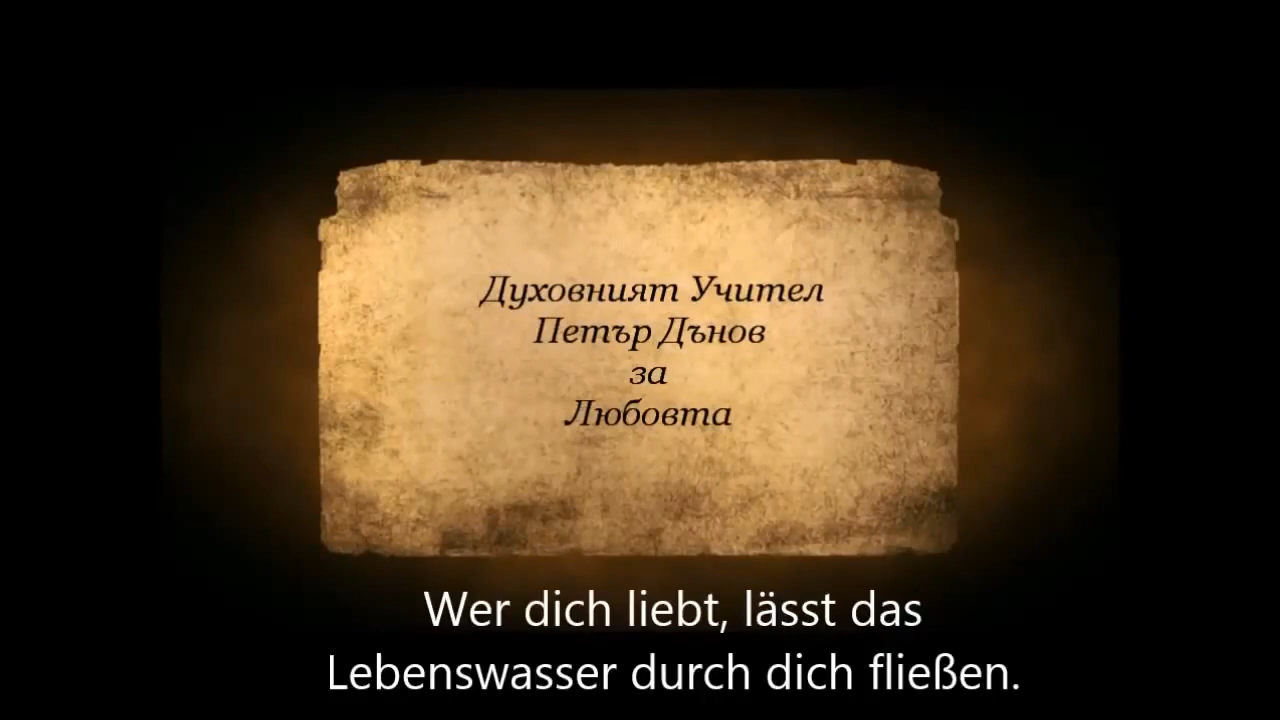 Духовният Учител
Петър Дънов
за
Любовта
Wer dich liebt, lässt das
Lebenswasser durch dich fließen.